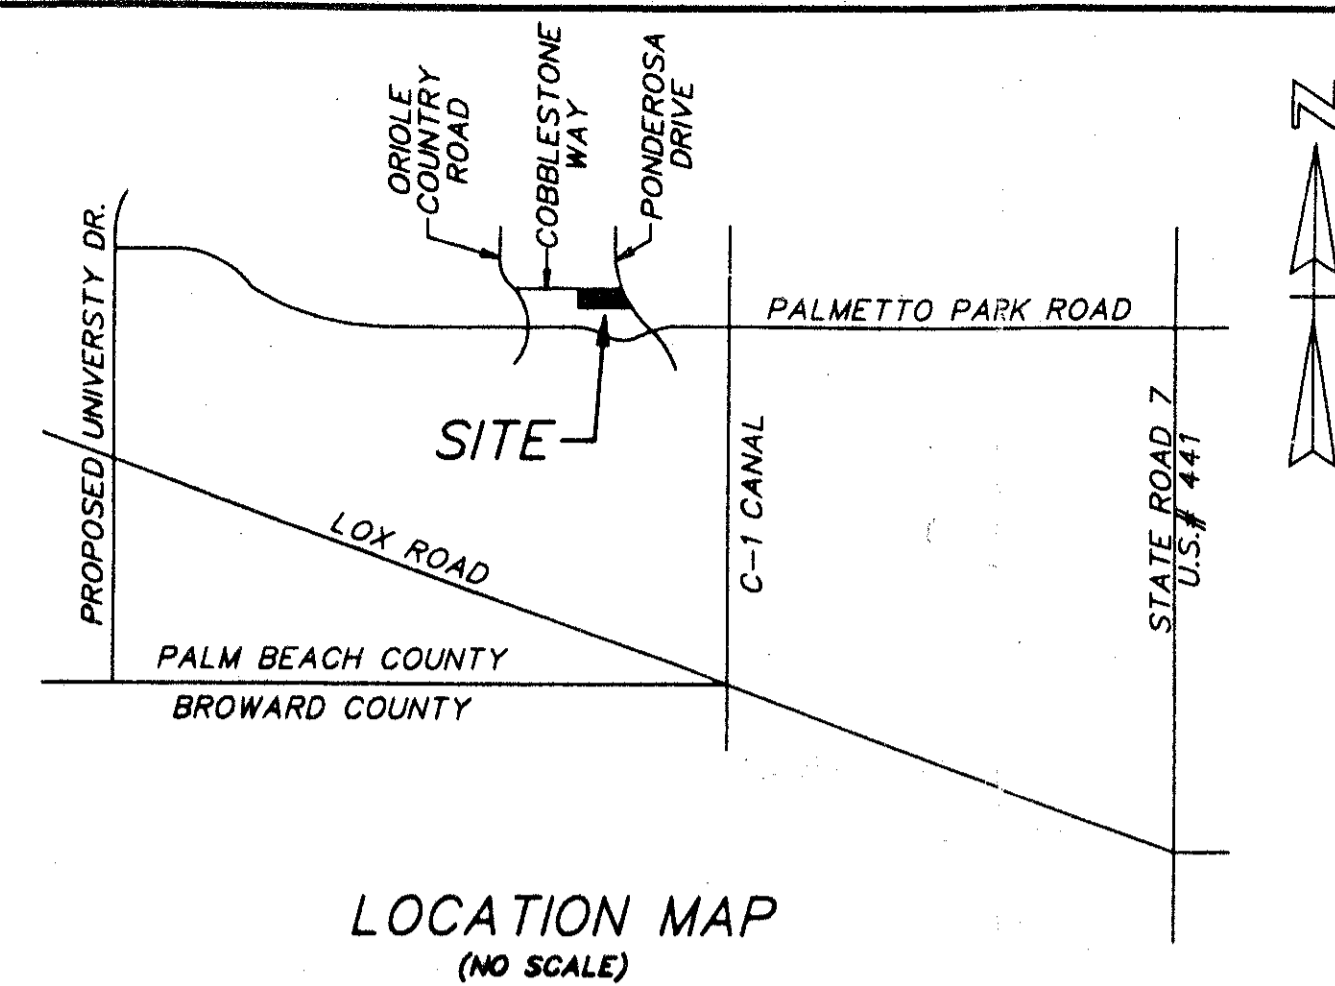 ORIOLE
COUNTRY
ROAD
COBBLESTONE
WAY
PONDEROSA
DRIVE
N
PROPOSED UNIVERSTY DR.
PALMETTO PARK ROAD
SITE
LOX ROAD
C-1 CANAL
STATE ROAD 7
U.S.# 441
PALM BEACH COUNTY
BROWARD COUNTY
LOCATION MAP
(NO SCALE)